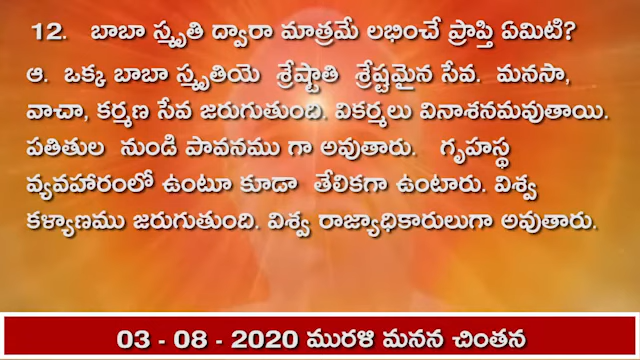 12. బాబా స్మృతి ద్వారా మాత్రమే లభించే ప్రాప్తి ఏమిటి?
ఆ. ఒక్క బాబా స్మృతియె శ్రేష్టాతి శ్రేష్టమైన సేవ. మనసా,
వాచా, కర్మణ సేవ జరుగుతుంది. వికర్మలు వినాశనమవుతాయి.
పతితుల నుండి పావనము గా అవుతారు. గృహస్థ
వ్యవహారంలో ఉంటూ కూడా తేలికగా ఉంటారు. విశ్వ
కళ్యాణము జరుగుతుంది. విశ్వ రాజ్యాధికారులుగా అవుతారు.
03 - 08 - 2020 మురళి మనన చింతన